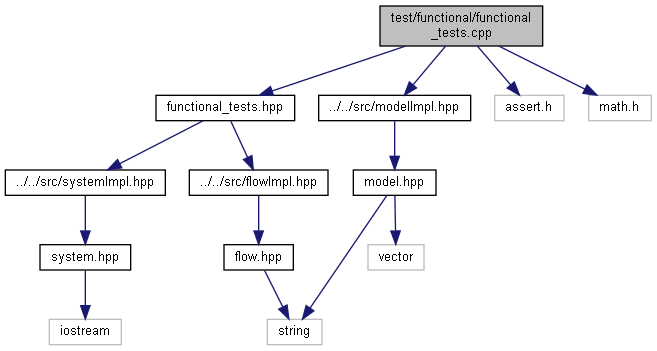 test/functional/functional
_tests.cpp
functional_tests.hpp
../../src/modelImpl.hpp
assert.h
math.h
../../src/systemImpl.hpp
../../src/flowImpl.hpp
model.hpp
system.hpp
flow.hpp
vector
iostream
string